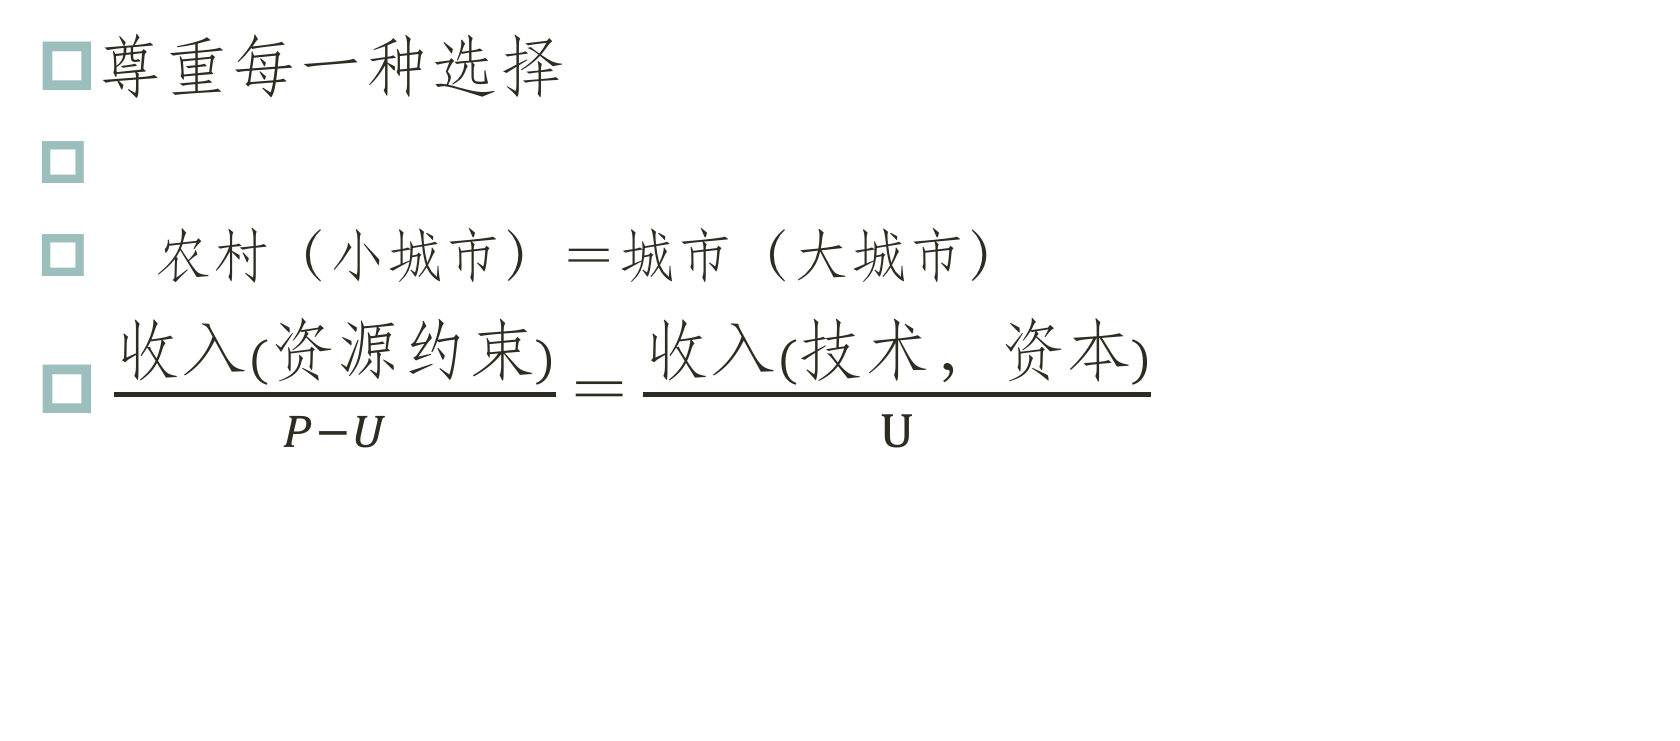 尊重每一种选择
农村（小城市）＝城市（大城市）
收入(资源约束)/P−U ＝ 收入(技术，资本)/U